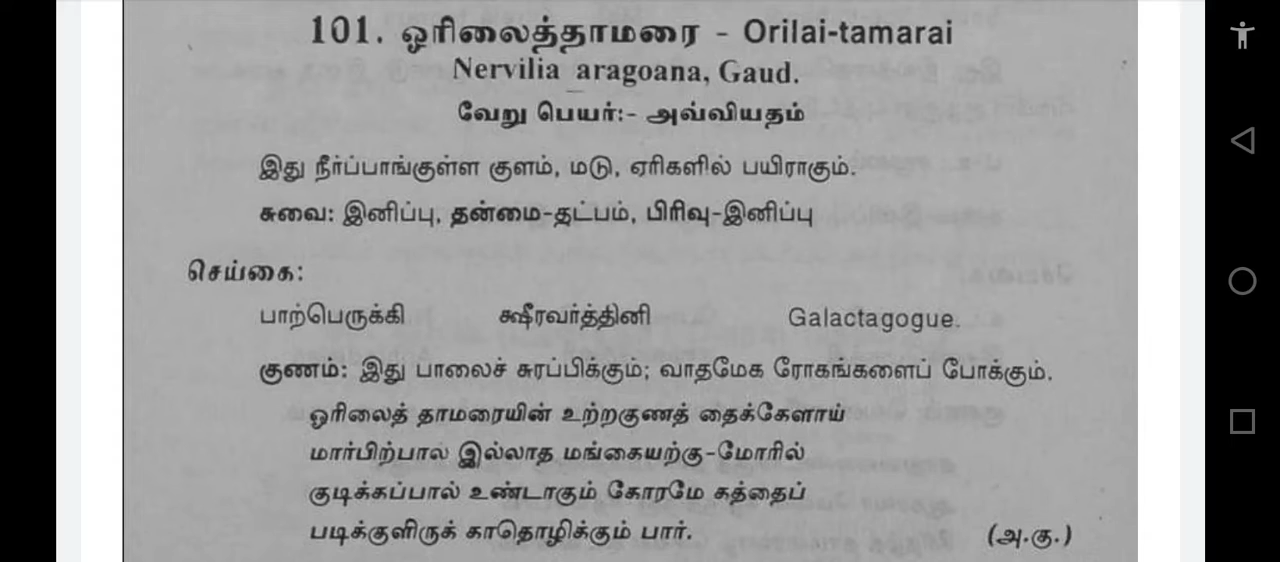 101. ஓரிலைத்தாமரை - Orilai-tamarai
Nervilia aragoana, Gaud.
வேறு பெயர்:- அவ்வியதம்
இது நீர்ப்பாங்குள்ள குளம், மடு, ஏரிகளில் பயிராகும்.
சுவை: இனிப்பு, தன்மை-தட்பம், பிரிவு-இனிப்பு
செய்கை:
பாற்பெருக்கி க்ஷீரவர்த்தினி Galactagogue.
குணம்: இது பாலைச் சுரப்பிக்கும்; வாதமேக ரோகங்களைப் போக்கும்.
ஓரிலைத் தாமரையின் உற்றகுணத் தைக்கேளாய்
மார்பிற்பால் இல்லாத மங்கையற்கு-மோரில்
குடிக்கப்பால் உண்டாகும் கோரமே கத்தைப்
படிக்குளிருக் காதொழிக்கும் பார்.
(அ.கு.)